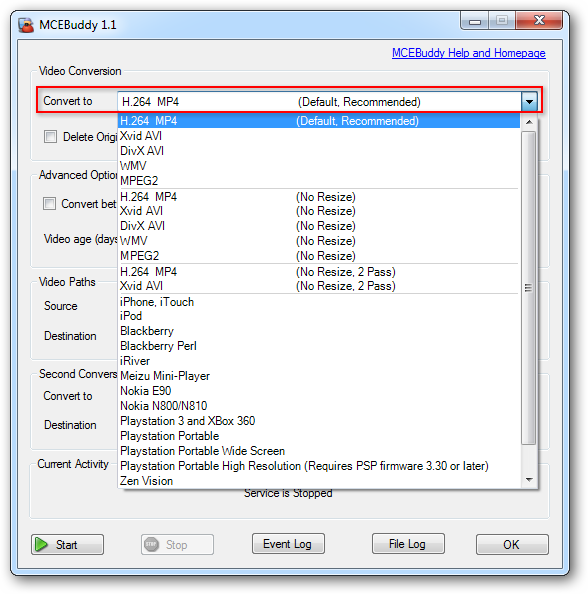 MCEBuddy 1.1
MCEBuddy Help and Homepage
Video Conversion
Convert to H.264 MP4 (Default, Recommended)
H.264 MP4 (Default, Recommended)
Delete Origi
Xvid AVI
DivX AVI
WMV
MPEG2
Advanced Optio
H.264 MP4 (No Resize)
Convert bet
Xvid AVI (No Resize)
DivX AVI (No Resize)
Video age (days
WMV (No Resize)
MPEG2 (No Resize)
H.264 MP4 (No Resize, 2 Pass)
Video Paths
Xvid AVI (No Resize, 2 Pass)
Source
iPhone, iTouch
iPod
Destination
Blackberry
Blackberry Perl
iRiver
Second Convers
Meizu Mini-Player
Convert to
Nokia E90
Nokia N800/N810
Destination
Playstation 3 and XBox 360
Playstation Portable
Playstation Portable Wide Screen
Current Activity
Playstation Portable High Resolution (Requires PSP firmware 3.30 or later)
Zen Vision
Service is Stopped
Start
STOP Stop
Event Log
File Log
OK